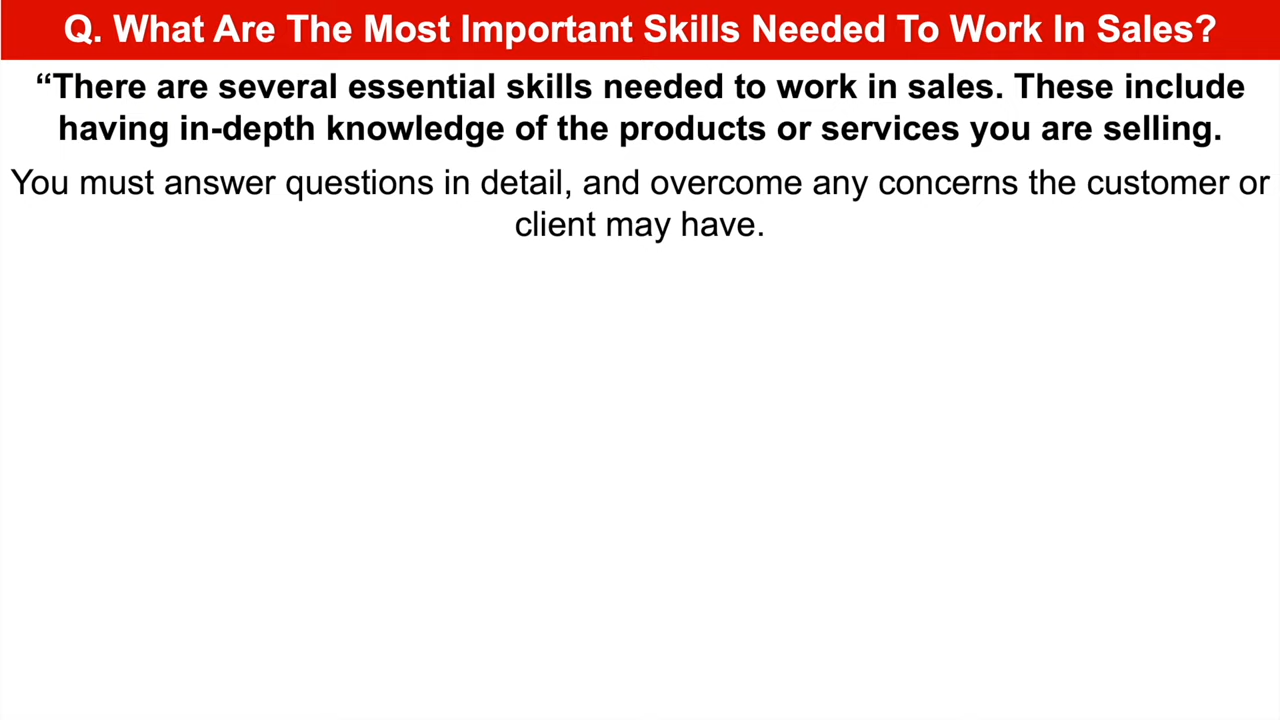 Q. What Are The Most Important Skills Needed To Work In Sales?
“There are several essential skills needed to work in sales. These include
having in-depth knowledge of the products or services you are selling.
You must answer questions in detail, and overcome any concerns the customer or
client may have.